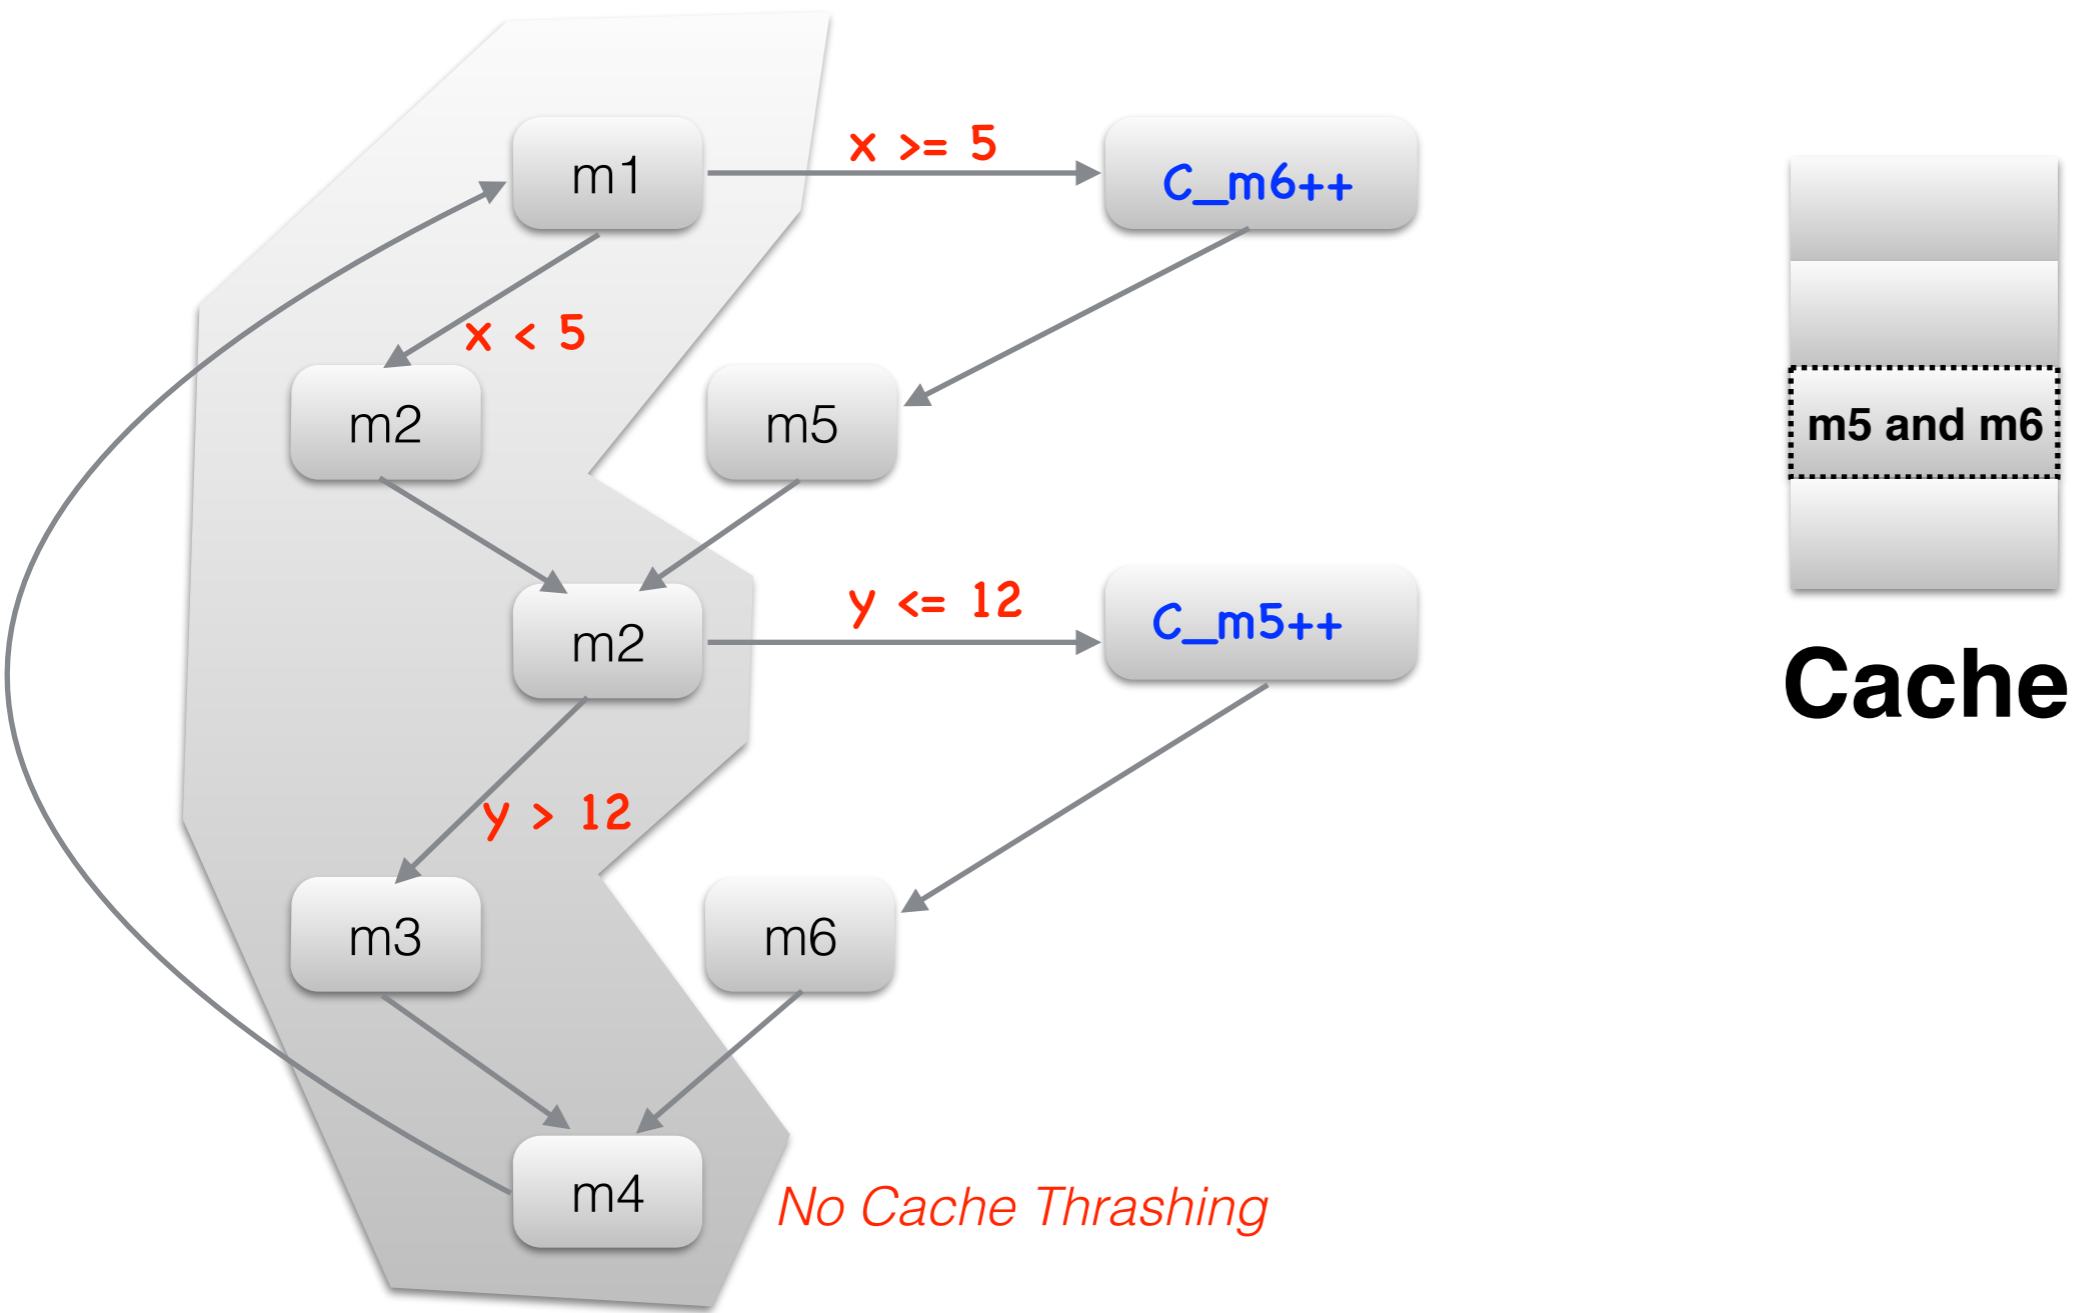 m1
x >= 5
C_m6++
x < 5
m2
m5
m5 and m6
m2
y <= 12
C_m5++
Cache
y > 12
m3
m6
m4
No Cache Thrashing